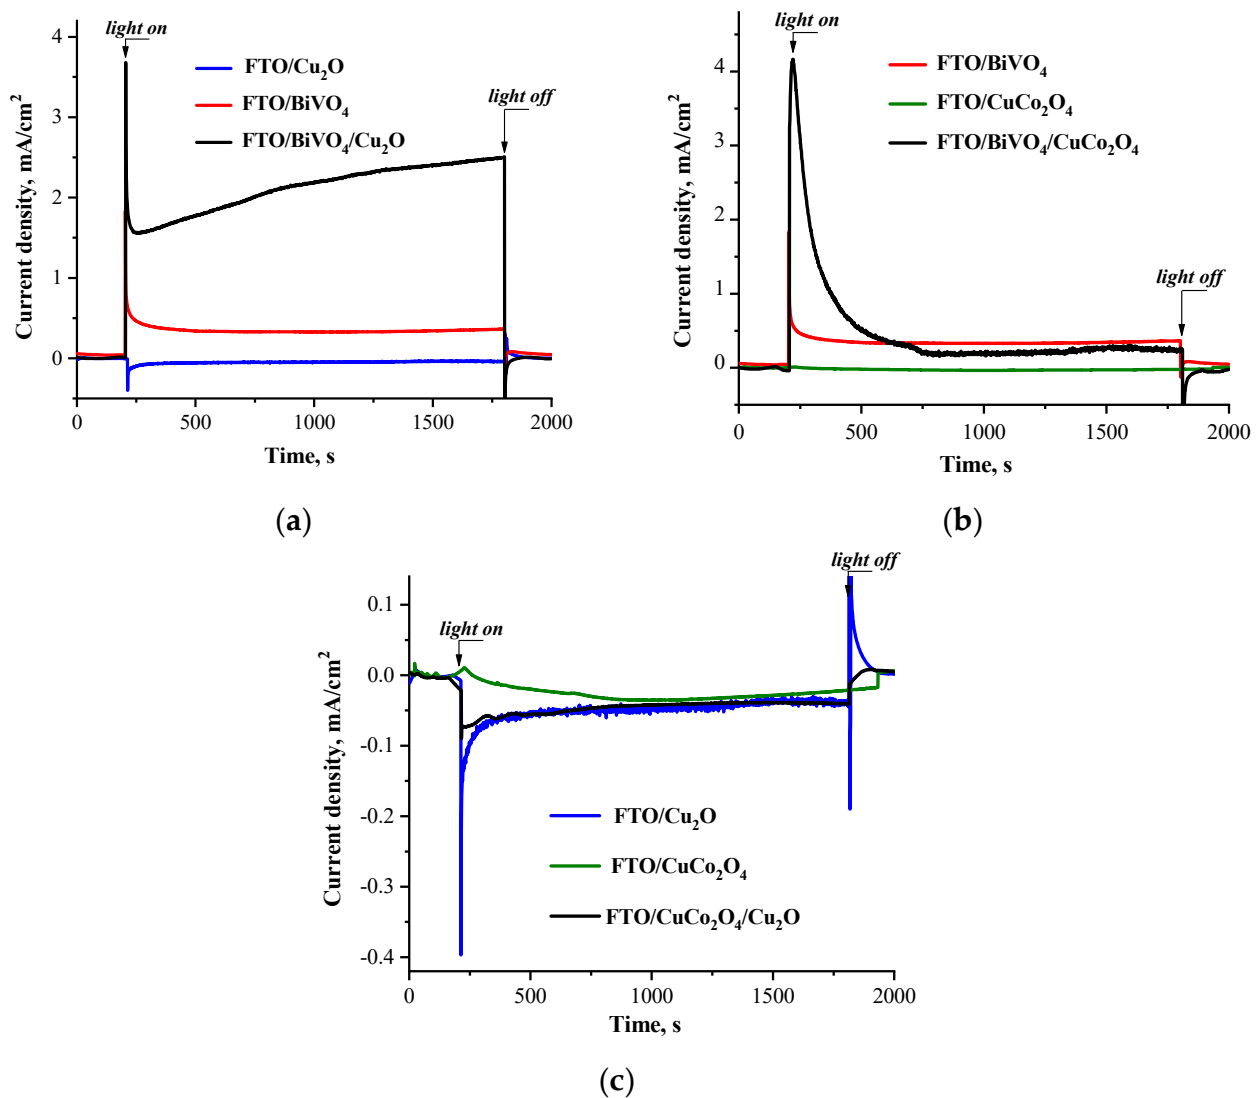 light on
FTO/Cu₂O
FTO/BiVO₄
FTO/BiVO₄/Cu₂O
light off
Current density, mA/cm²
4
3
2
1
0
0 500 1000 1500 2000
Time, s
(a)
light on
FTO/BiVO₄
FTO/CuCo₂O₄
FTO/BiVO₄/CuCo₂O₄
light off
Current density, mA/cm²
4
3
2
1
0
0 500 1000 1500 2000
Time, s
(b)
light off
light on
Current density, mA/cm²
0.1
0.0
-0.1
-0.2
-0.3
-0.4
FTO/Cu₂O
FTO/CuCo₂O₄
FTO/CuCo₂O₄/Cu₂O
0 500 1000 1500 2000
Time, s
(c)